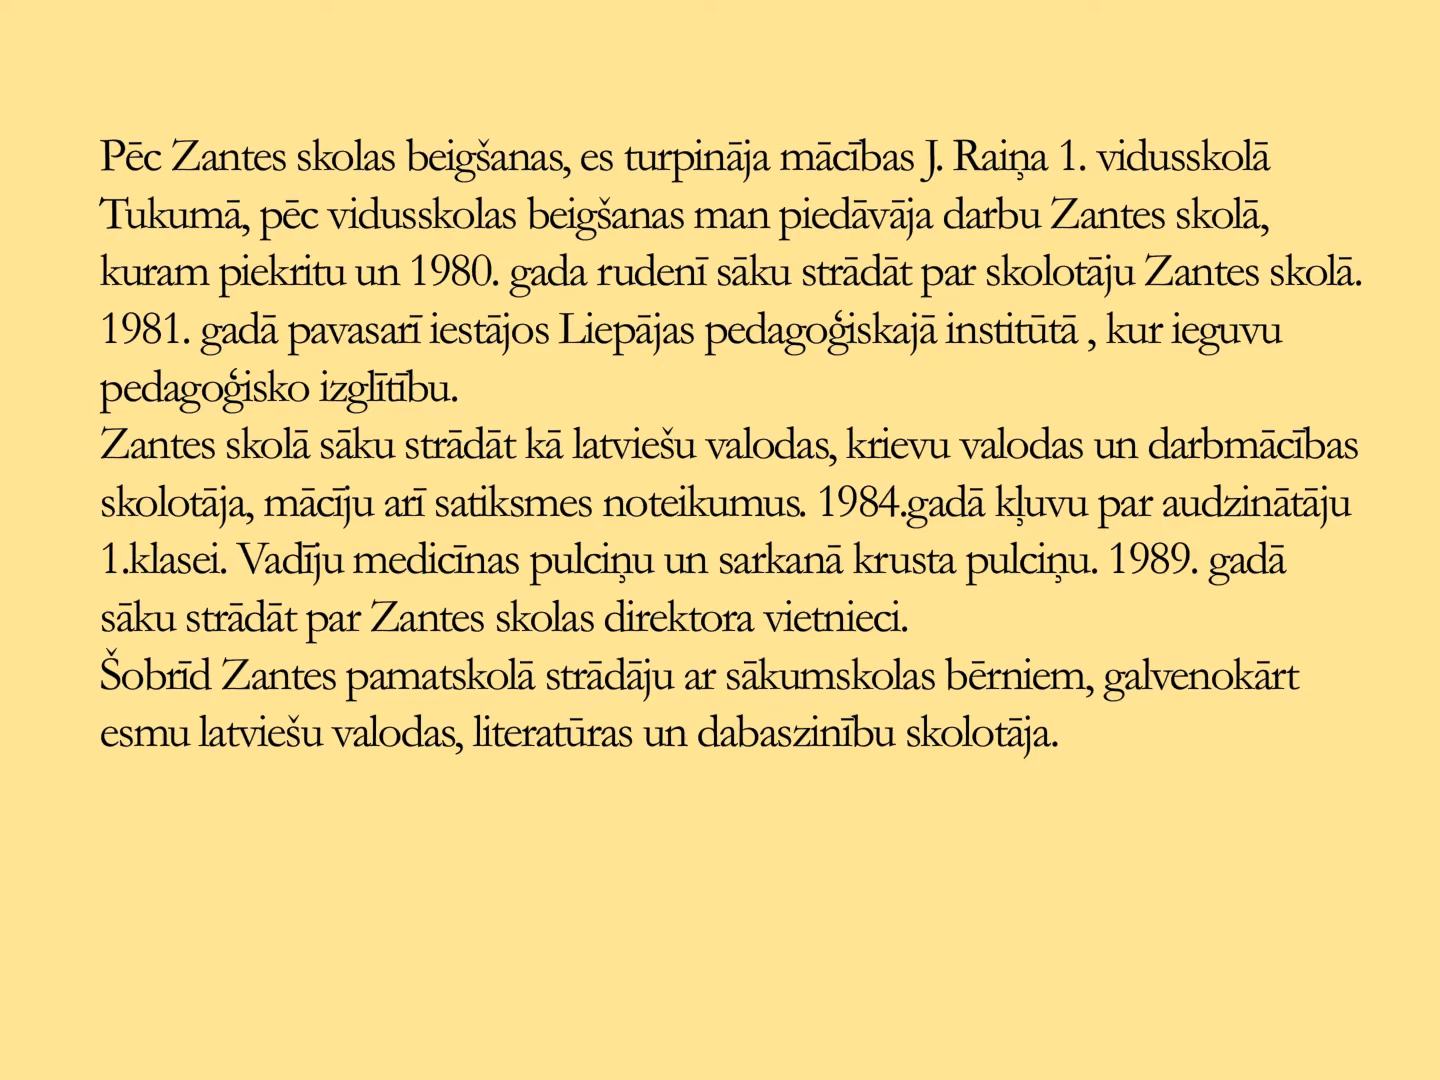 Pēc Zantes skolas beigšanas, es turpināja mācības J. Raiņa 1. vidusskolā
Tukumā, pēc vidusskolas beigšanas man piedāvāja darbu Zantes skolā,
kuram piekritu un 1980. gada rudenī sāku strādāt par skolotāju Zantes skolā.
1981. gadā pavasarī iestājos Liepājas pedagoģiskajā institūtā , kur ieguvu
pedagoģisko izglītību.
Zantes skolā sāku strādāt kā latviešu valodas, krievu valodas un darbmācības
skolotāja, mācīju arī satiksmes noteikumus. 1984.gadā kļuvu par audzinātāju
1.klasei. Vadīju medicīnas pulciņu un sarkanā krusta pulciņu. 1989. gadā
sāku strādāt par Zantes skolas direktora vietnieci.
Šobrīd Zantes pamatskolā strādāju ar sākumskolas bērniem, galvenokārt
esmu latviešu valodas, literatūras un dabaszinību skolotāja.